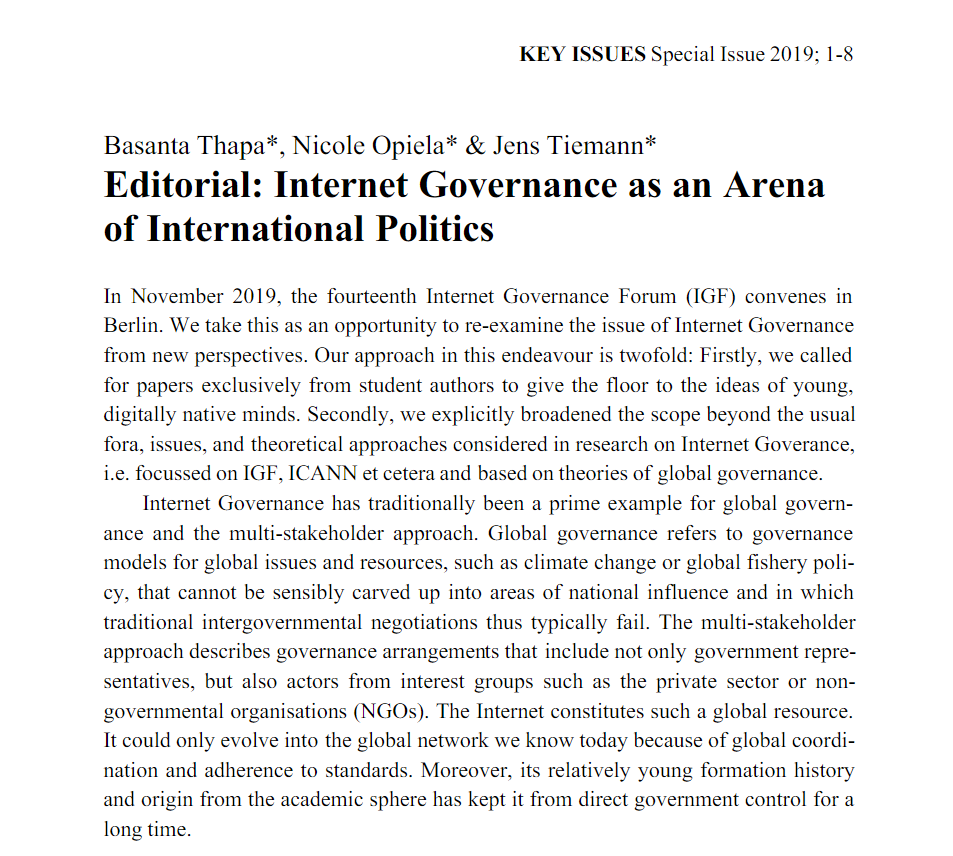 KEY ISSUES Special Issue 2019; 1-8
Basanta Thapa*, Nicole Opiela* & Jens Tiemann*
Editorial: Internet Governance as an Arena
of International Politics
In November 2019, the fourteenth Internet Governance Forum (IGF) convenes in
Berlin. We take this as an opportunity to re-examine the issue of Internet Governance
from new perspectives. Our approach in this endeavour is twofold: Firstly, we called
for papers exclusively from student authors to give the floor to the ideas of young,
digitally native minds. Secondly, we explicitly broadened the scope beyond the usual
fora, issues, and theoretical approaches considered in research on Internet Goverance,
i.e. focussed on IGF, ICANN et cetera and based on theories of global governance.
Internet Governance has traditionally been a prime example for global govern-
ance and the multi-stakeholder approach. Global governance refers to governance
models for global issues and resources, such as climate change or global fishery poli-
cy, that cannot be sensibly carved up into areas of national influence and in which
traditional intergovernmental negotiations thus typically fail. The multi-stakeholder
approach describes governance arrangements that include not only government repre-
sentatives, but also actors from interest groups such as the private sector or non-
governmental organisations (NGOs). The Internet constitutes such a global resource.
It could only evolve into the global network we know today because of global coordi-
nation and adherence to standards. Moreover, its relatively young formation history
and origin from the academic sphere has kept it from direct government control for a
long time.